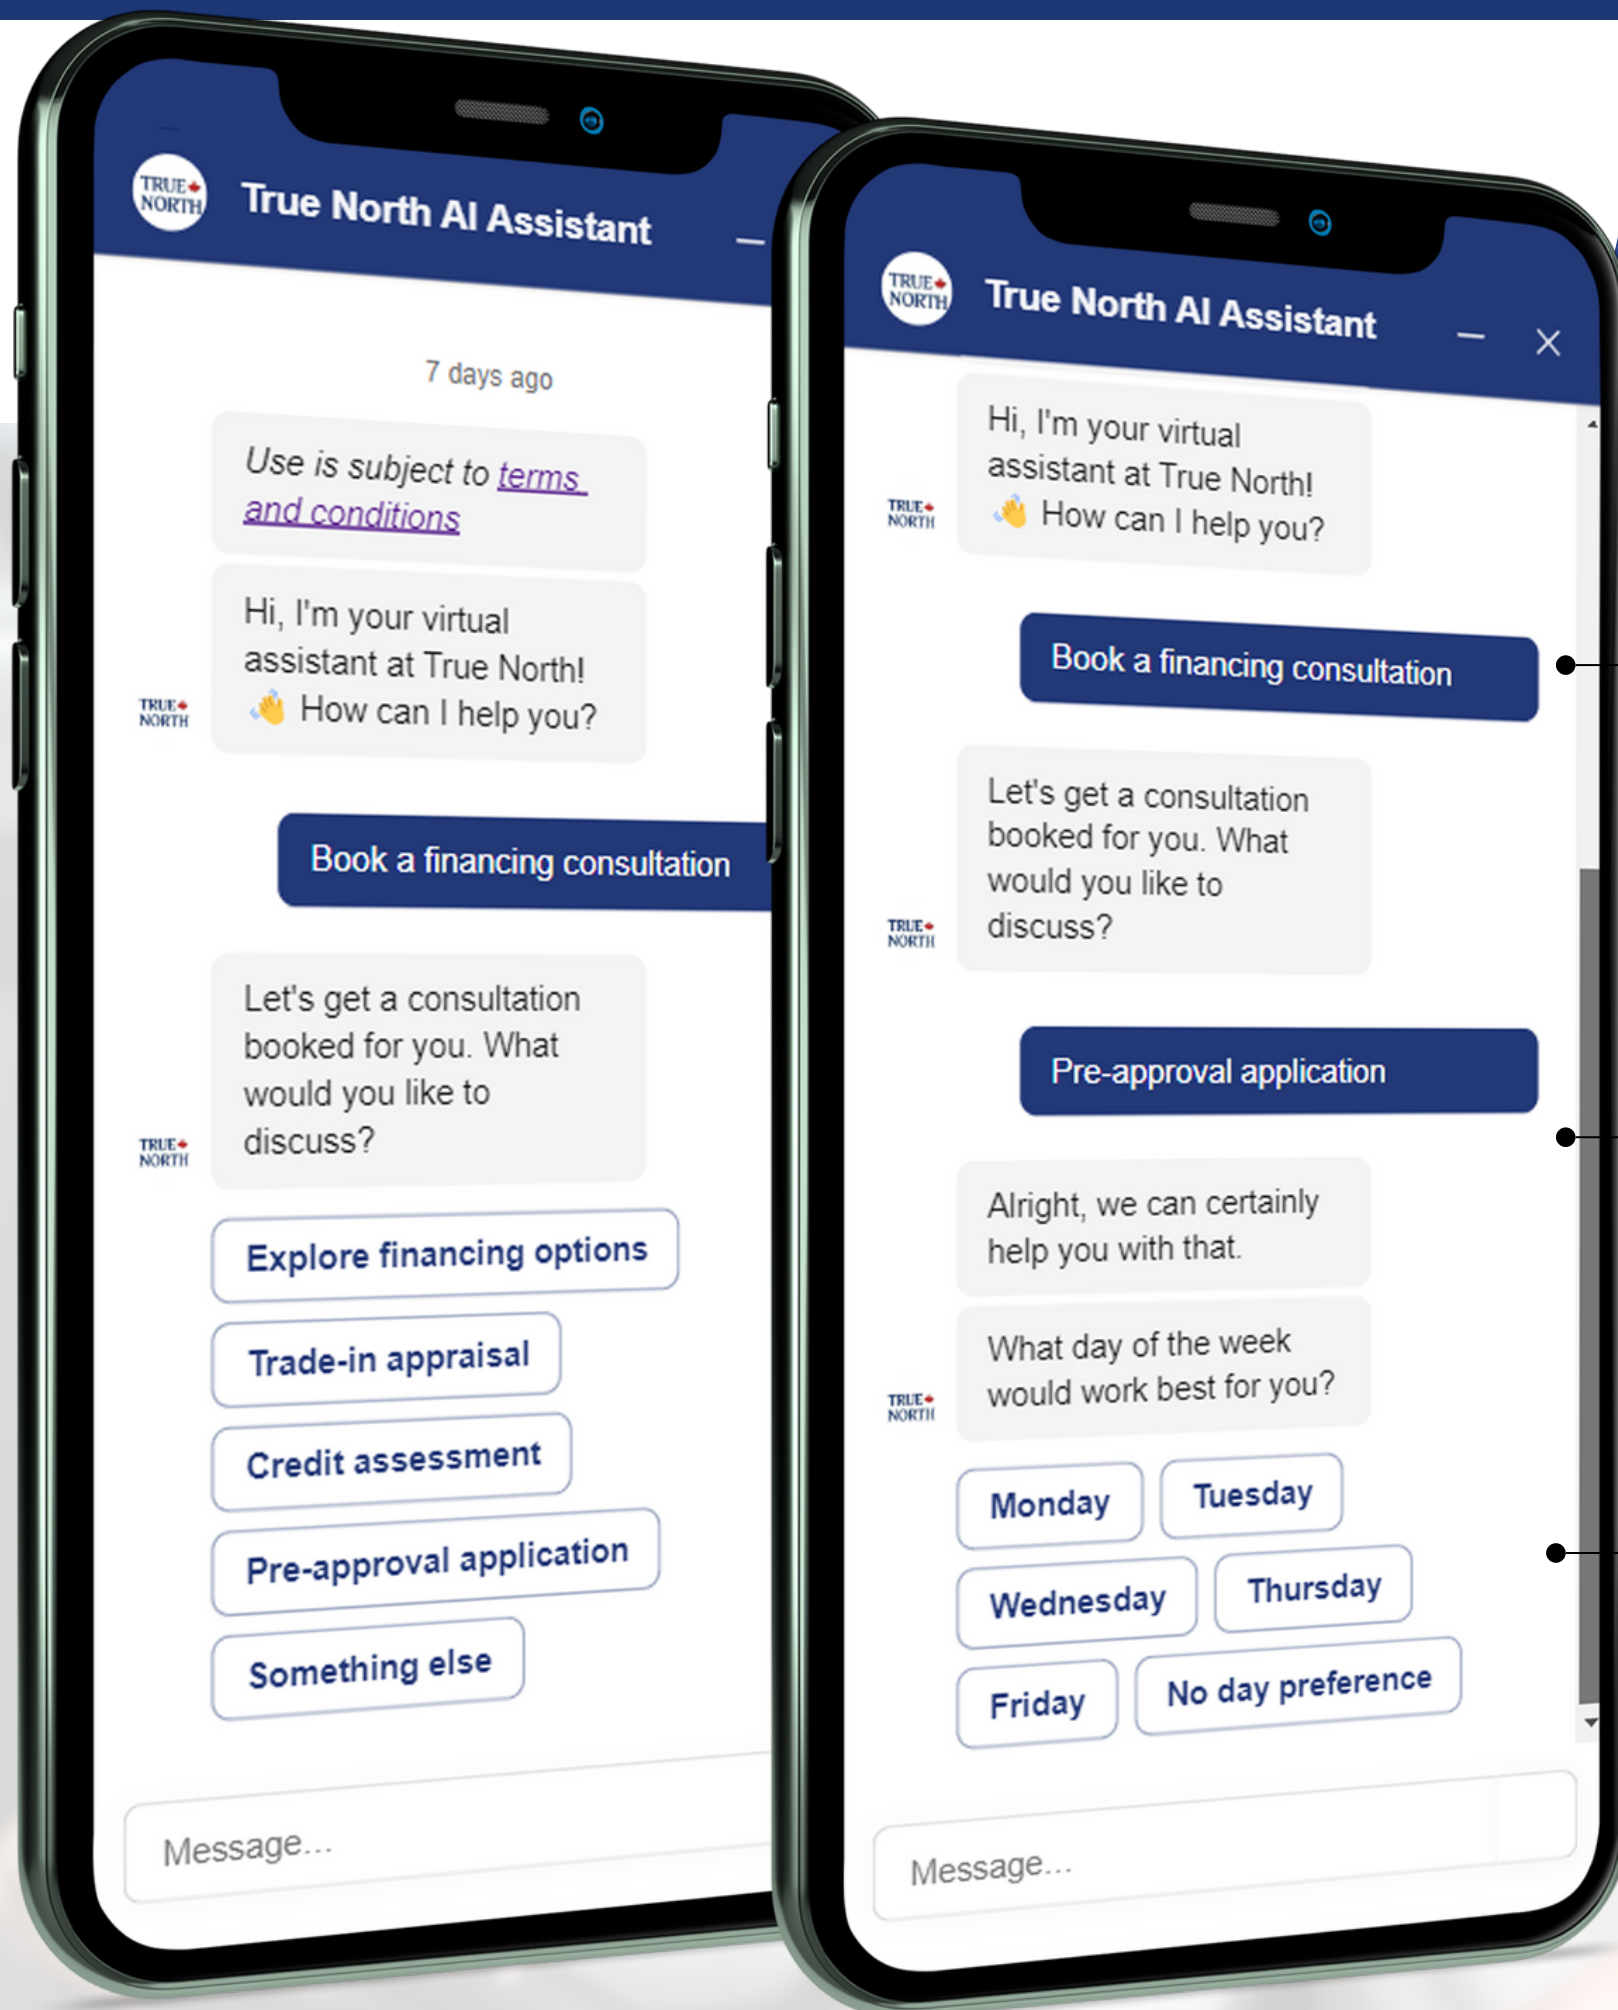 TRUE
NORTH
True North AI Assistant
7 days ago
Use is subject to terms
and conditions
Hi, I'm your virtual
assistant at True North!
👋 How can I help you?
TRUE
NORTH
Book a financing consultation
Let's get a consultation
booked for you. What
would you like to
discuss?
TRUE
NORTH
Explore financing options
Trade-in appraisal
Credit assessment
Pre-approval application
Something else
Message...
TRUE
NORTH
True North AI Assistant
Hi, I'm your virtual
assistant at True North!
👋 How can I help you?
TRUE
NORTH
Book a financing consultation
Let's get a consultation
booked for you. What
would you like to
discuss?
TRUE
NORTH
Pre-approval application
Alright, we can certainly
help you with that.
What day of the week
would work best for you?
TRUE
NORTH
Monday Tuesday
Wednesday Thursday
Friday No day preference
Message...